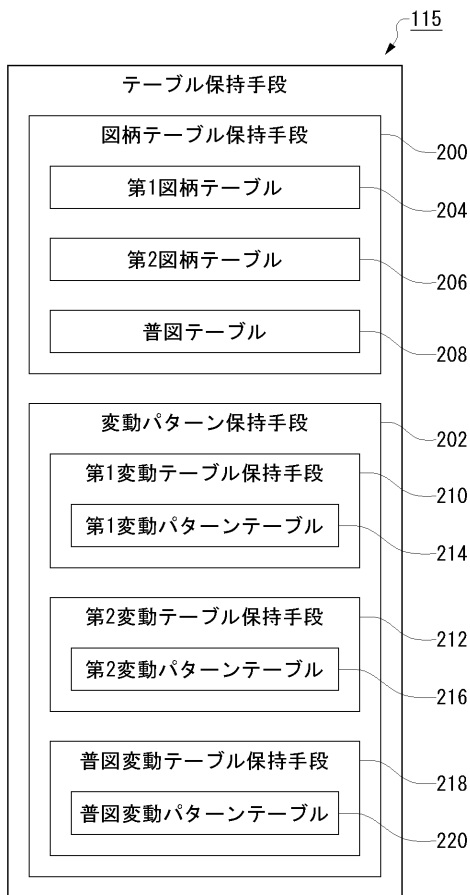 115
テーブル保持手段
図柄テーブル保持手段
200
第1図柄テーブル
204
第2図柄テーブル
206
普図テーブル
208
変動パターン保持手段
202
第1変動テーブル保持手段
210
第1変動パターンテーブル
214
第2変動テーブル保持手段
212
第2変動パターンテーブル
216
普図変動テーブル保持手段
218
普図変動パターンテーブル
220